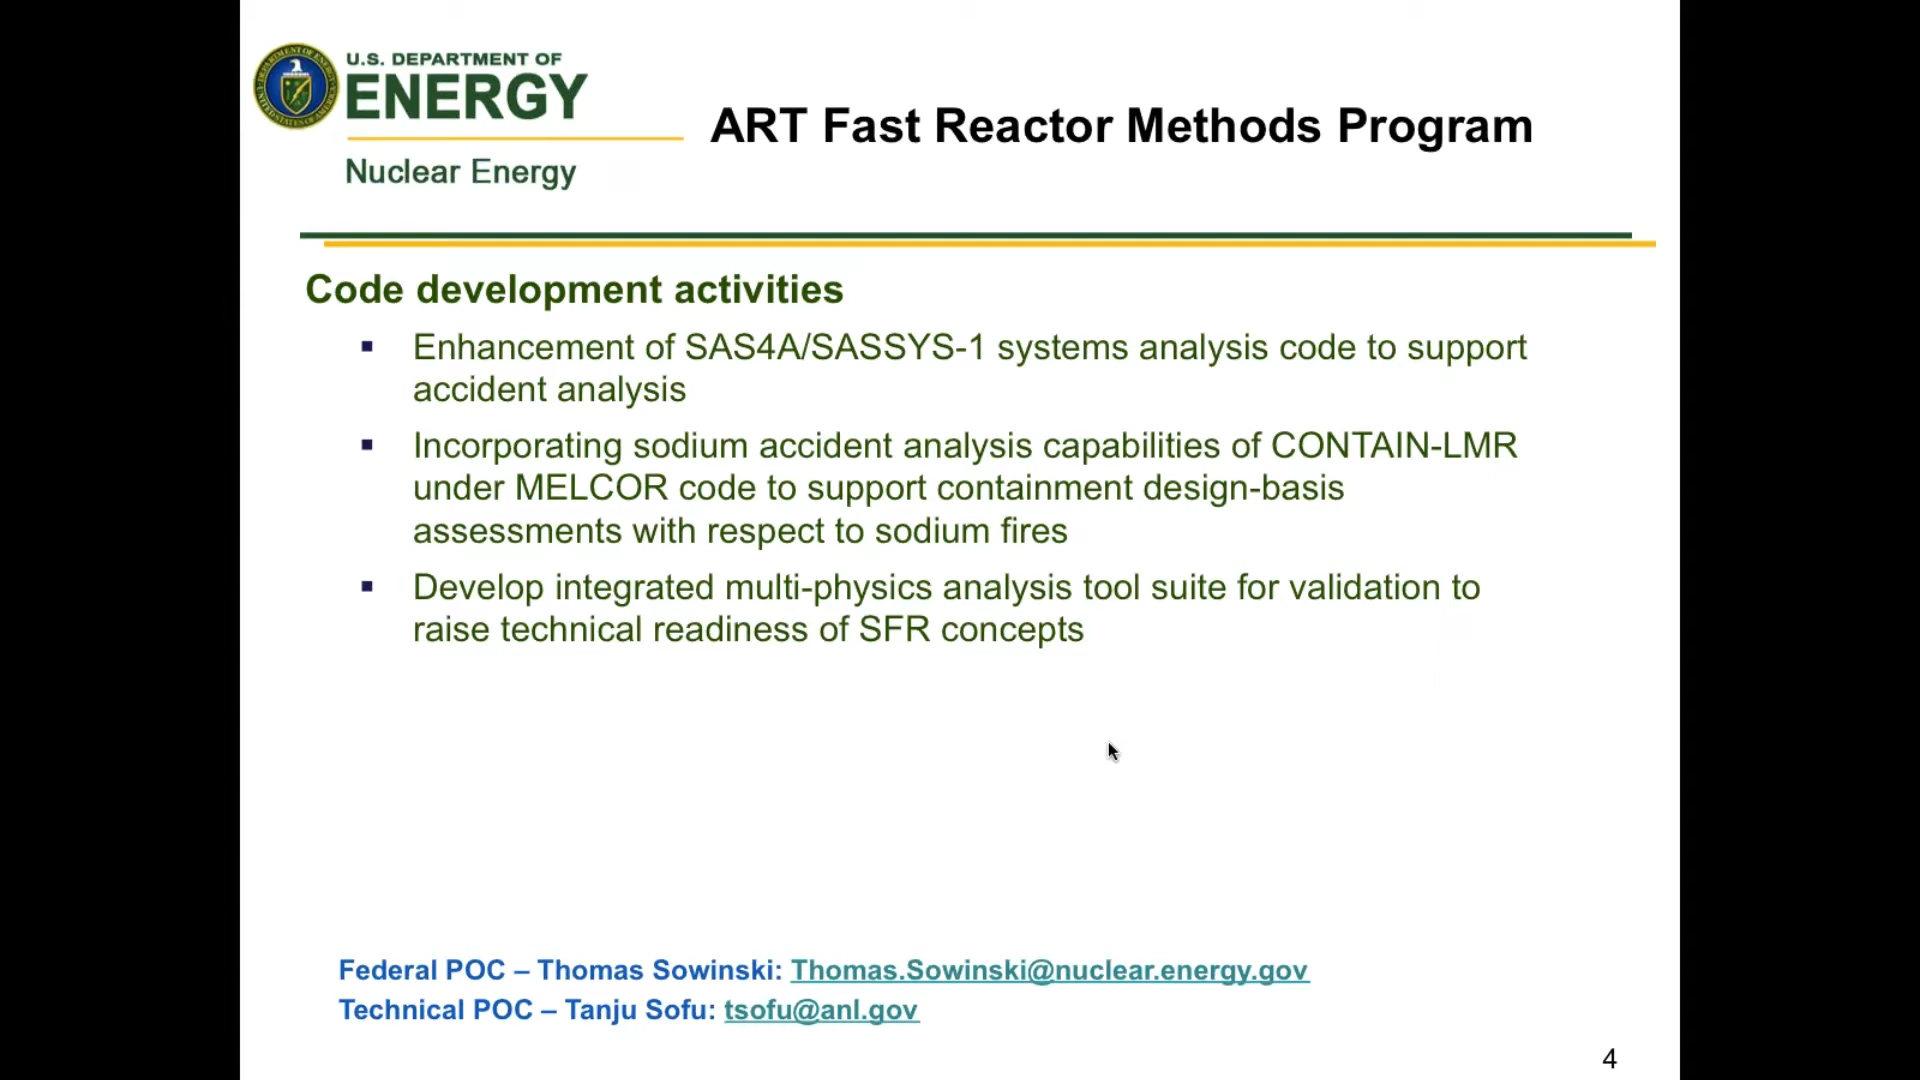 U.S. DEPARTMENT OF
ENERGY
Nuclear Energy
ART Fast Reactor Methods Program
Code development activities
▪ Enhancement of SAS4A/SASSYS-1 systems analysis code to support
accident analysis
▪ Incorporating sodium accident analysis capabilities of CONTAIN-LMR
under MELCOR code to support containment design-basis
assessments with respect to sodium fires
▪ Develop integrated multi-physics analysis tool suite for validation to
raise technical readiness of SFR concepts
Federal POC – Thomas Sowinski: Thomas.Sowinski@nuclear.energy.gov
Technical POC – Tanju Sofu: tsofu@anl.gov
4